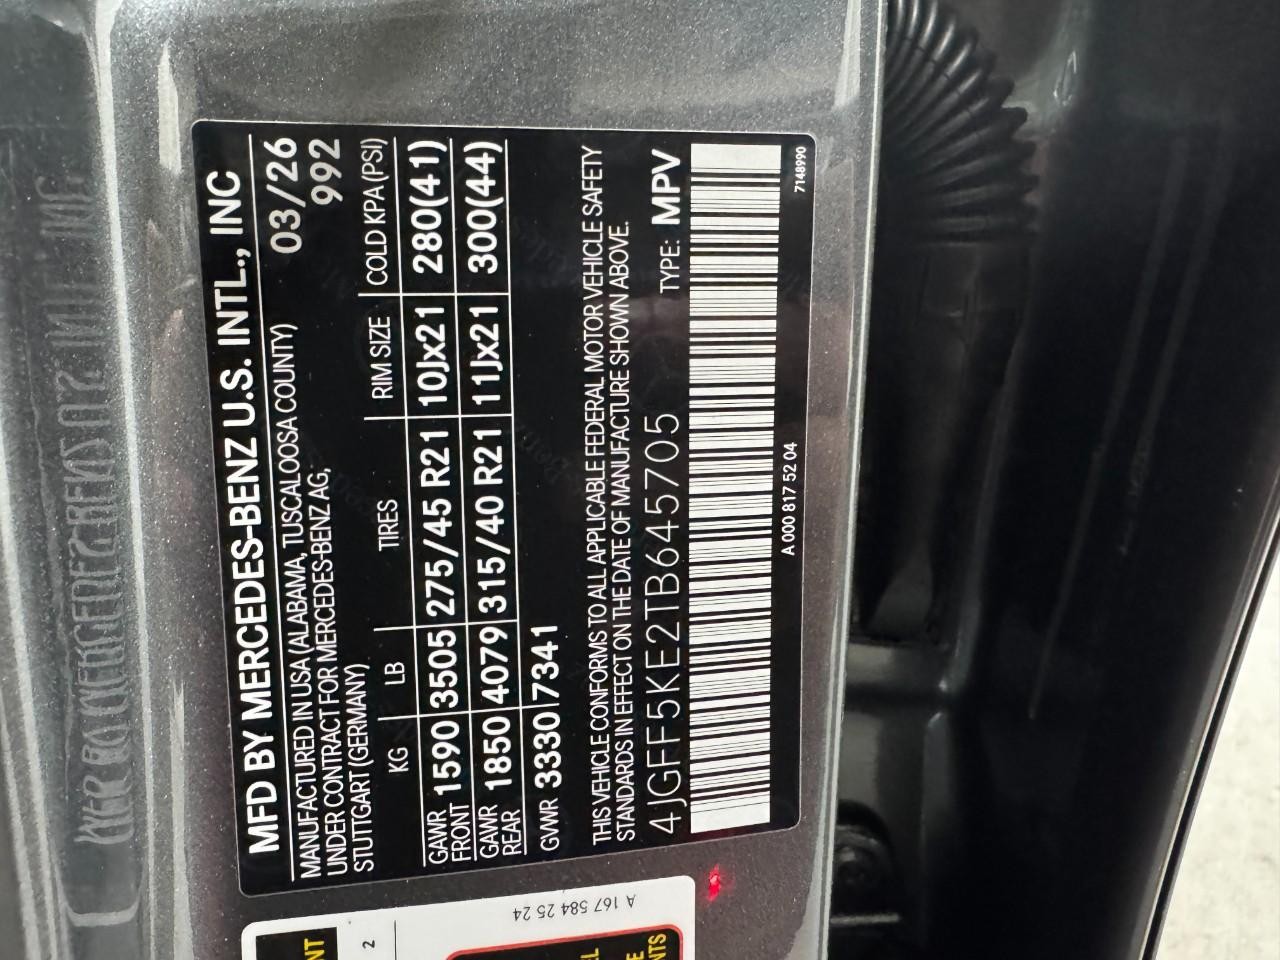 MFD BY MERCEDES-BENZ U.S. INTL., INC
MANUFACTURED IN USA (ALABAMA, TUSCALOOSA COUNTY) 03/26
UNDER CONTRACT FOR MERCEDES-BENZ AG, 992
STUTTGART (GERMANY)
KG LB TIRES RIM SIZE COLD KPA (PSI)
GAWR FRONT 1590 3505 275/45 R21 10Jx21 280(41)
GAWR REAR 1850 4079 315/40 R21 11Jx21 300(44)
GVWR 3330 7341
THIS VEHICLE CONFORMS TO ALL APPLICABLE FEDERAL MOTOR VEHICLE SAFETY
STANDARDS IN EFFECT ON THE DATE OF MANUFACTURE SHOWN ABOVE.
4JGFF5KE2TB645705 TYPE: MPV
A 000 817 52 04 7148990
A 167 584 25 24
2